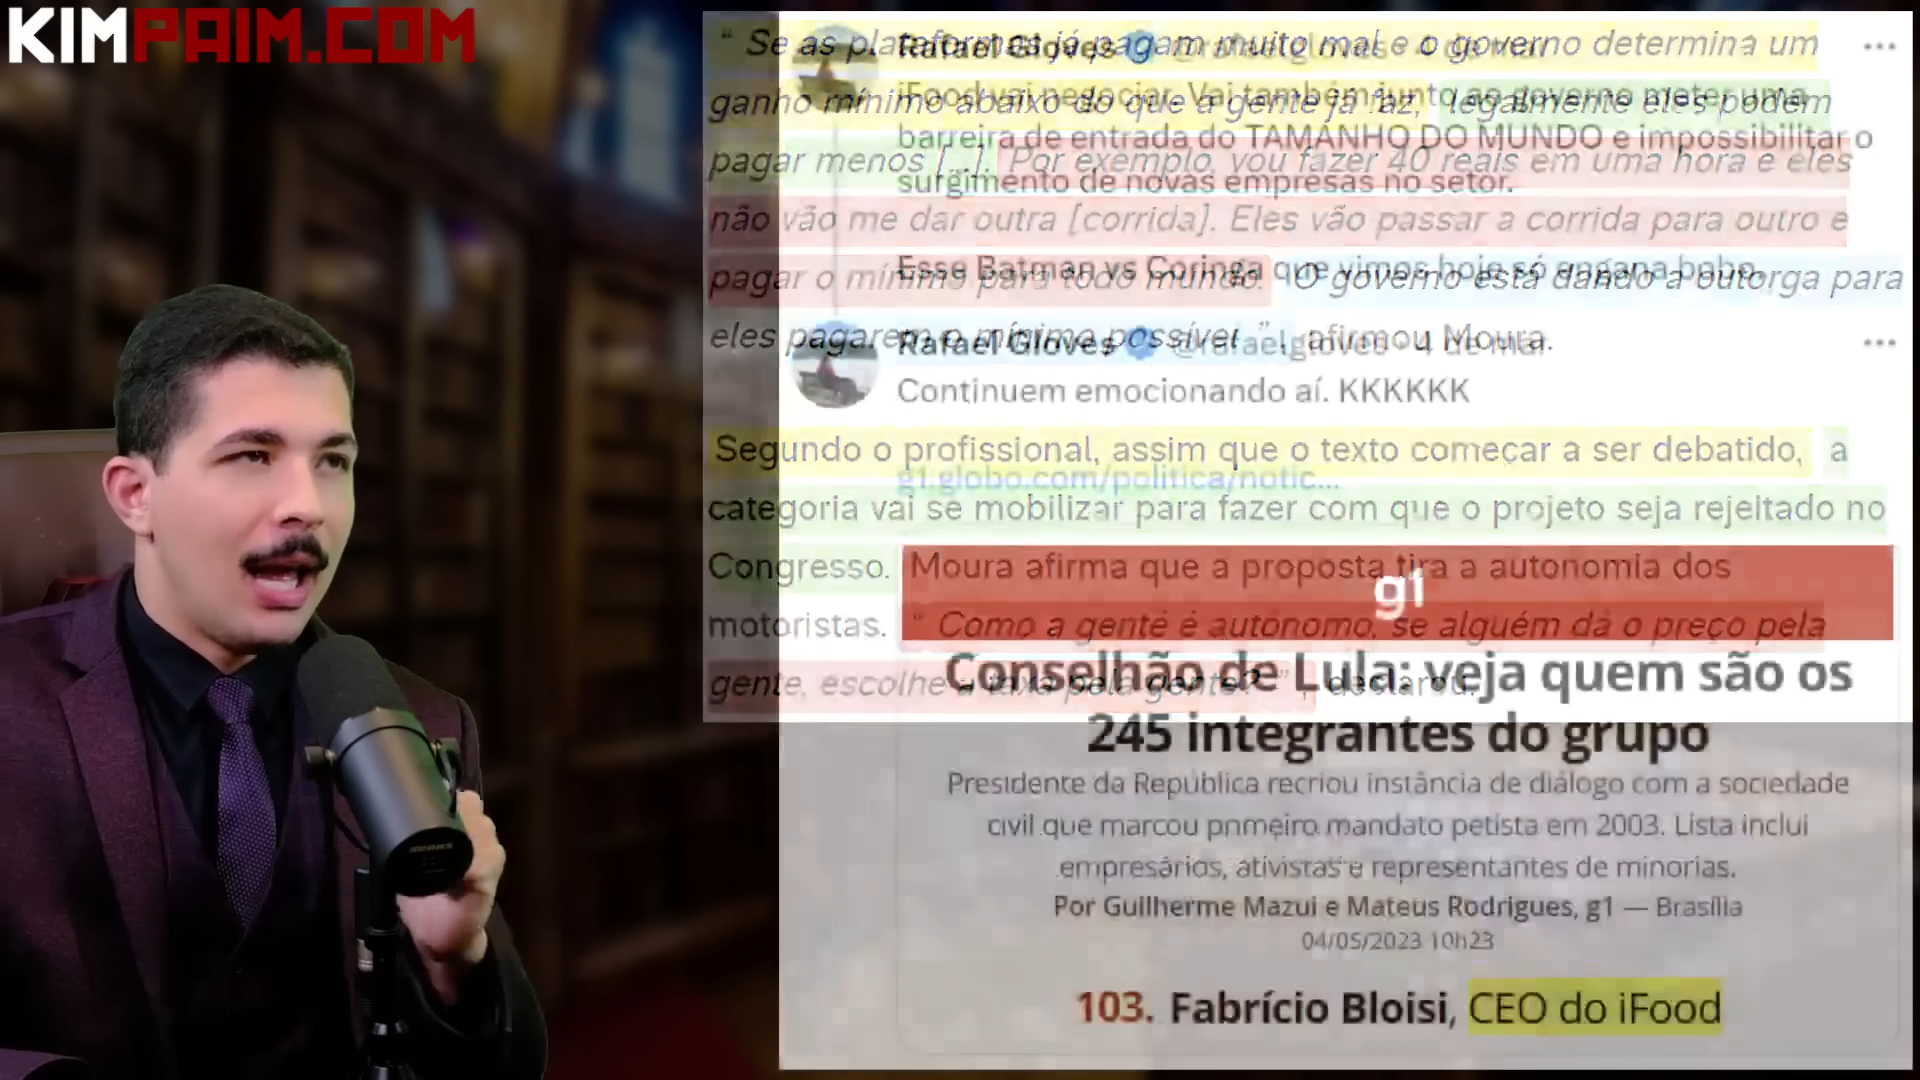 KIMPAIM.COM
“ Se as plataformas já pagam muito mal e o governo determina um
ganho mínimo abaixo do que a gente já faz, legalmente eles podem
pagar menos [...]. Por exemplo, vou fazer 40 reais em uma hora e eles
não vão me dar outra [corrida]. Eles vão passar a corrida para outro e
pagar o mínimo para todo mundo. O governo está dando a outorga para
eles pagarem o mínimo possível ”, afirmou Moura.
Segundo o profissional, assim que o texto começar a ser debatido, a
categoria vai se mobilizar para fazer com que o projeto seja rejeitado no
Congresso. Moura afirma que a proposta tira a autonomia dos
motoristas. “ Como a gente é autônomo, se alguém dá o preço pela
gente, escolhe a taxa pela gente? ”, declarou.
Rafael Gloves @rafaelgloves
iFood vai negociar. Vai também junto ao governo meter uma
barreira de entrada do TAMANHO DO MUNDO e impossibilitar o
surgimento de novas empresas no setor.
Esse Batman vs Coringa que vimos hoje só engana bobo.
Rafael Gloves @rafaelgloves · 4 de mai.
Continuem emocionando aí. KKKKKK
g1.globo.com/politica/notic...
g1
Conselhão de Lula: veja quem são os
245 integrantes do grupo
Presidente da República recriou instância de diálogo com a sociedade
civil que marcou primeiro mandato petista em 2003. Lista inclui
empresários, ativistas e representantes de minorias.
Por Guilherme Mazui e Mateus Rodrigues, g1 — Brasília
04/05/2023 10h23
103. Fabrício Bloisi, CEO do iFood
SHURE